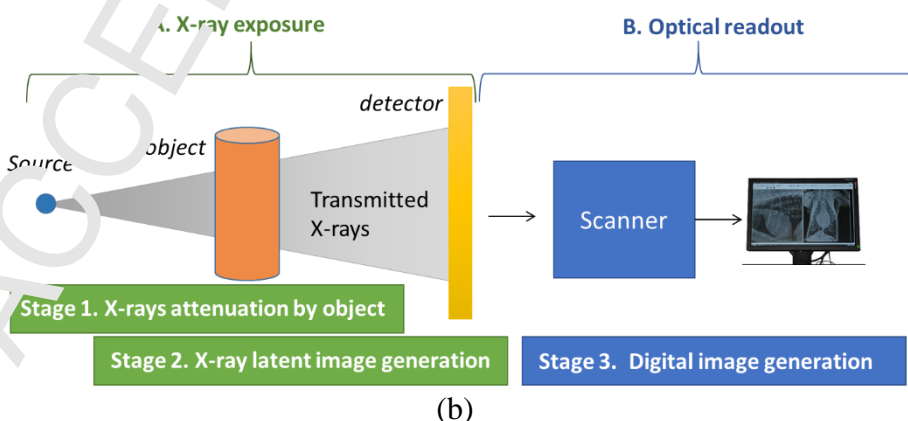 A. X-ray exposure
B. Optical readout
detector
object
Source
Transmitted
X-rays
Scanner
Stage 1. X-rays attenuation by object
Stage 2. X-ray latent image generation
Stage 3. Digital image generation
(b)
ACCE